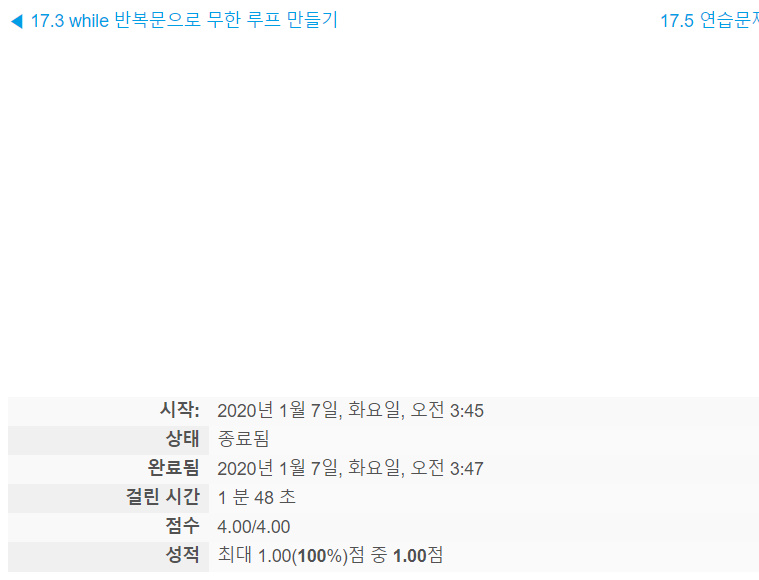 ◀ 17.3 while 반복문으로 무한 루프 만들기
17.5 연습문제
시작: 2020년 1월 7일, 화요일, 오전 3:45
상태 종료됨
완료됨 2020년 1월 7일, 화요일, 오전 3:47
걸린 시간 1 분 48 초
점수 4.00/4.00
성적 최대 1.00(100%)점 중 1.00점